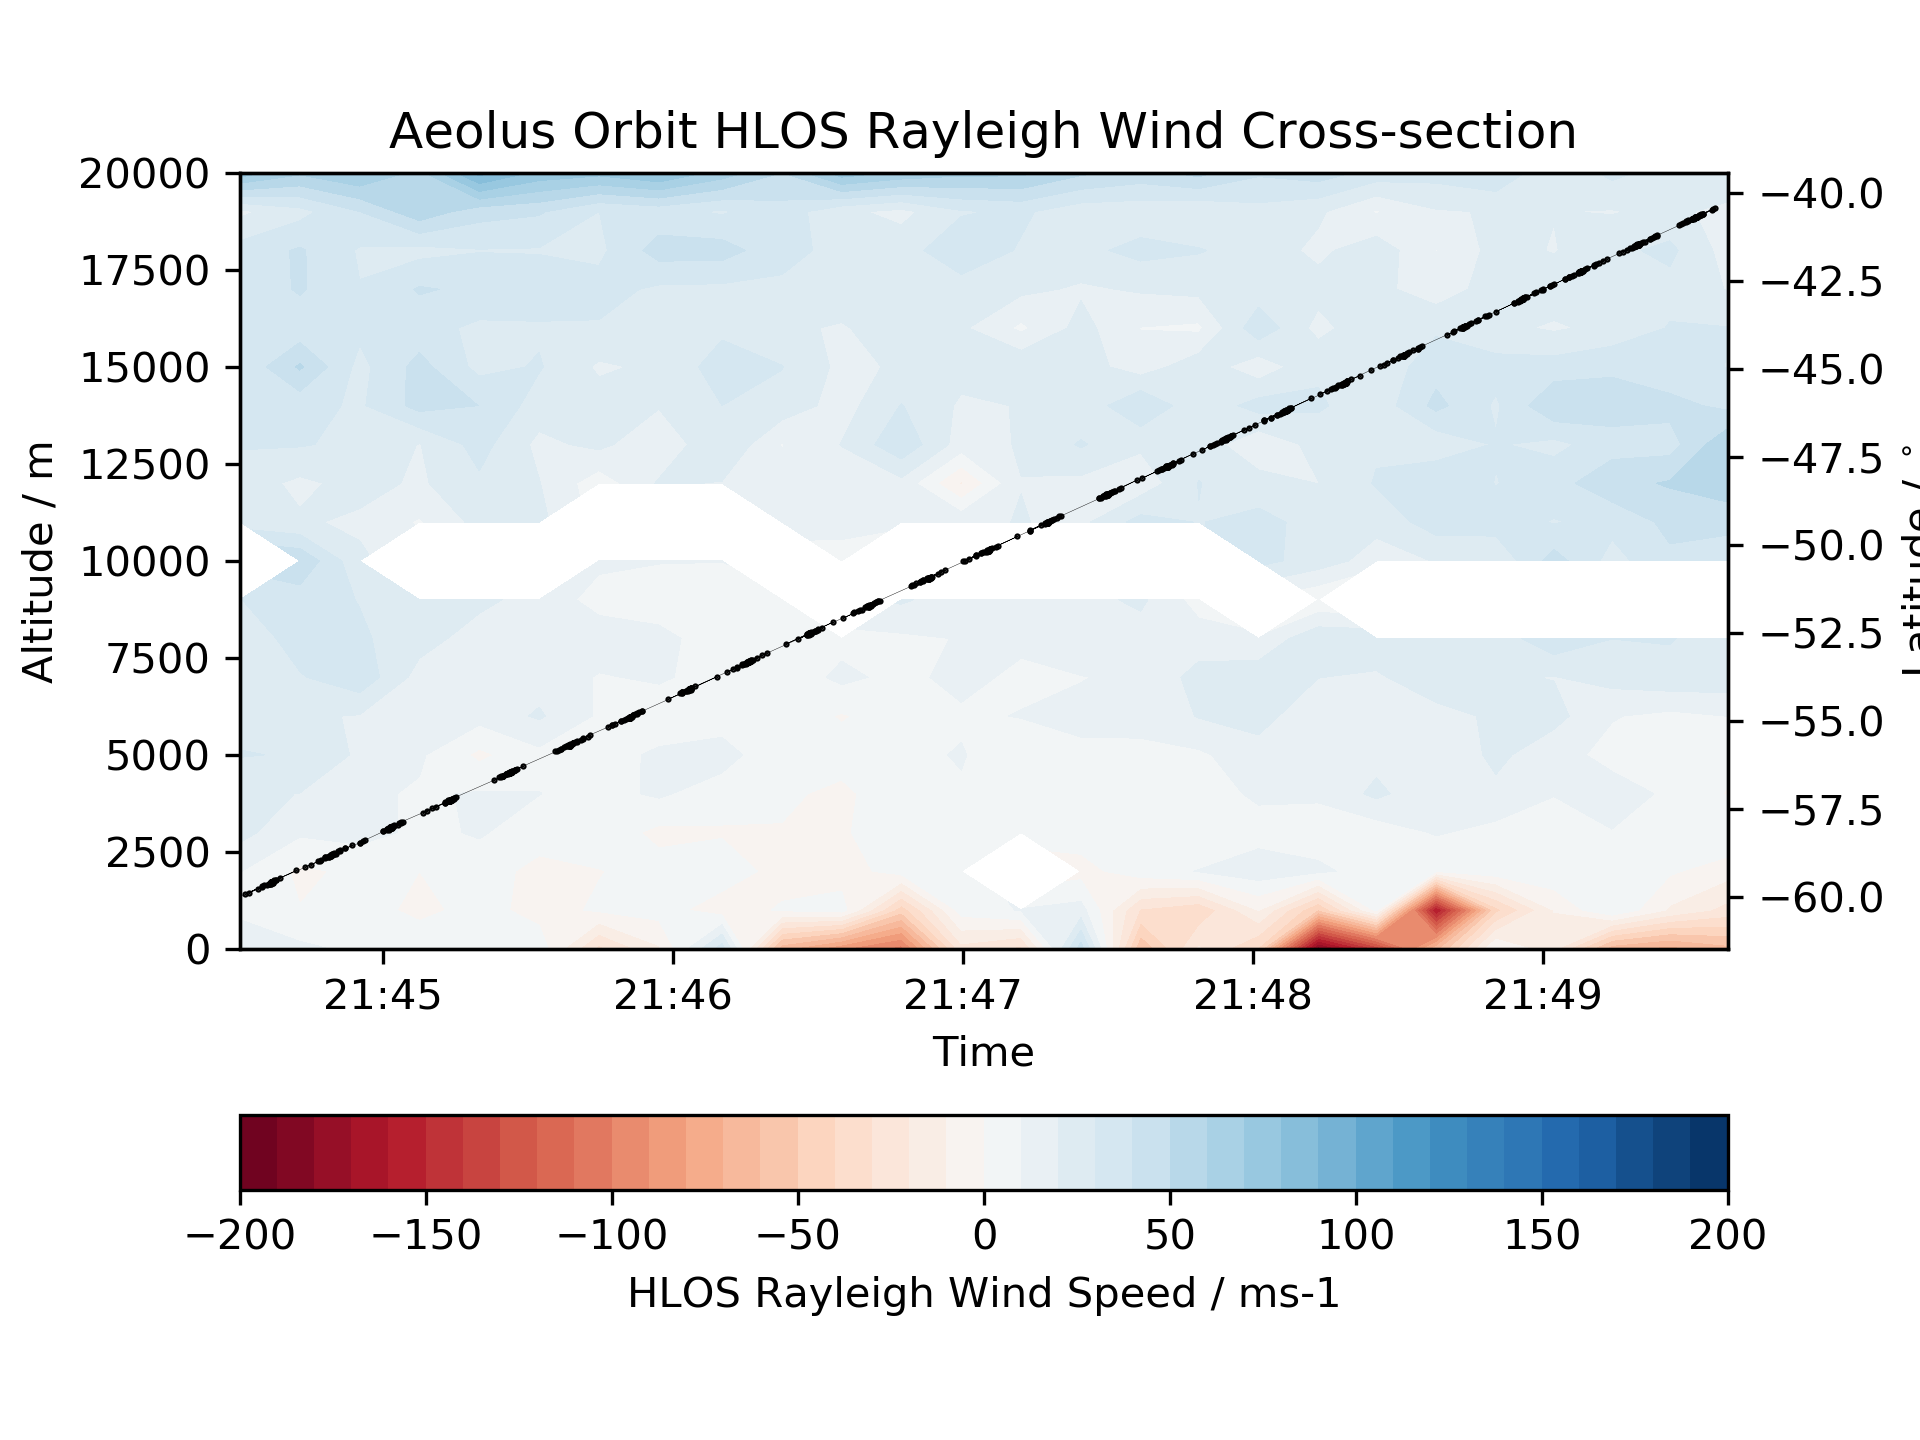 Aeolus Orbit HLOS Rayleigh Wind Cross-section
20000
17500
15000
12500
10000
7500
5000
2500
0
Altitude / m
−40.0
−42.5
−45.0
−47.5
−50.0
−52.5
−55.0
−57.5
−60.0
Latitude / °
21:45 21:46 21:47 21:48 21:49
Time
−200 −150 −100 −50 0 50 100 150 200
HLOS Rayleigh Wind Speed / ms-1